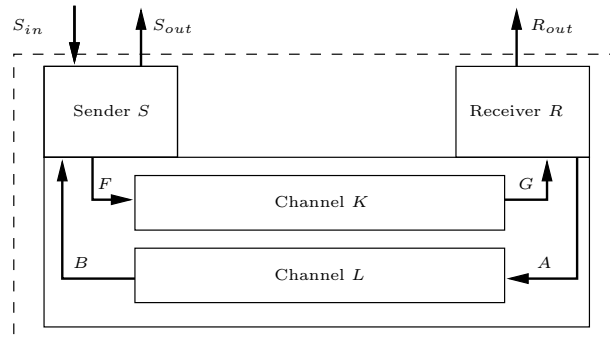 S_in
S_out
R_out
Sender S
Receiver R
F
Channel K
G
B
Channel L
A